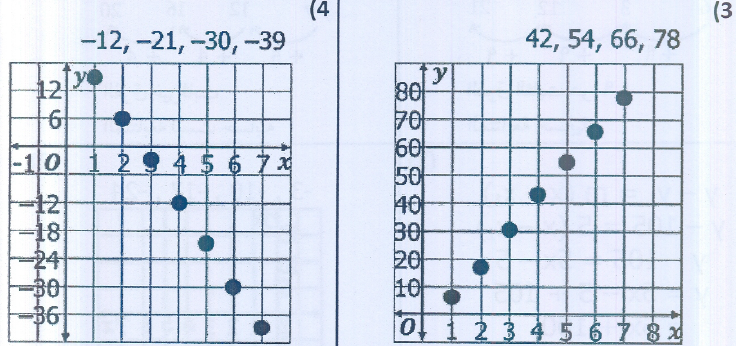 (3
42, 54, 66, 78
y
80
70
60
50
40
30
20
10
O 1 2 3 4 5 6 7 8 x
(4
–12, –21, –30, –39
y
12
6
–1 O 1 2 3 4 5 6 7 x
–12
–18
–24
–30
–36